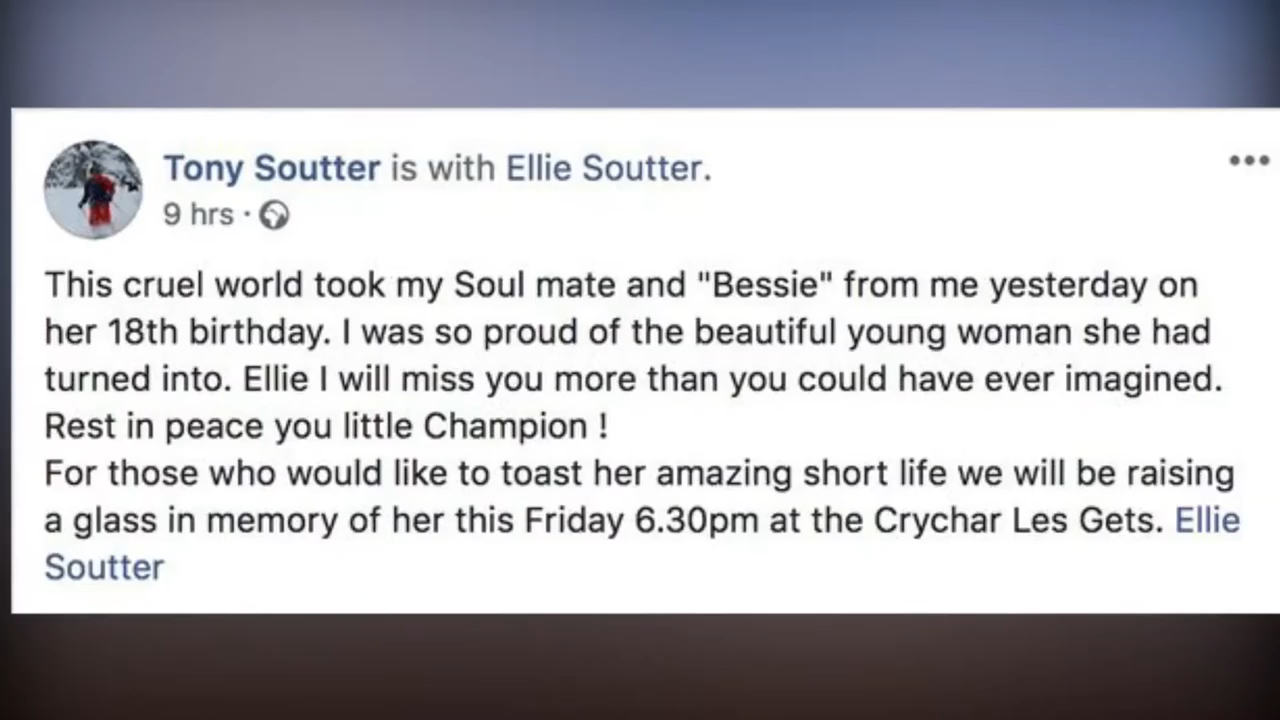 Tony Soutter is with Ellie Soutter.
9 hrs ·
This cruel world took my Soul mate and "Bessie" from me yesterday on
her 18th birthday. I was so proud of the beautiful young woman she had
turned into. Ellie I will miss you more than you could have ever imagined.
Rest in peace you little Champion !
For those who would like to toast her amazing short life we will be raising
a glass in memory of her this Friday 6.30pm at the Crychar Les Gets. Ellie
Soutter